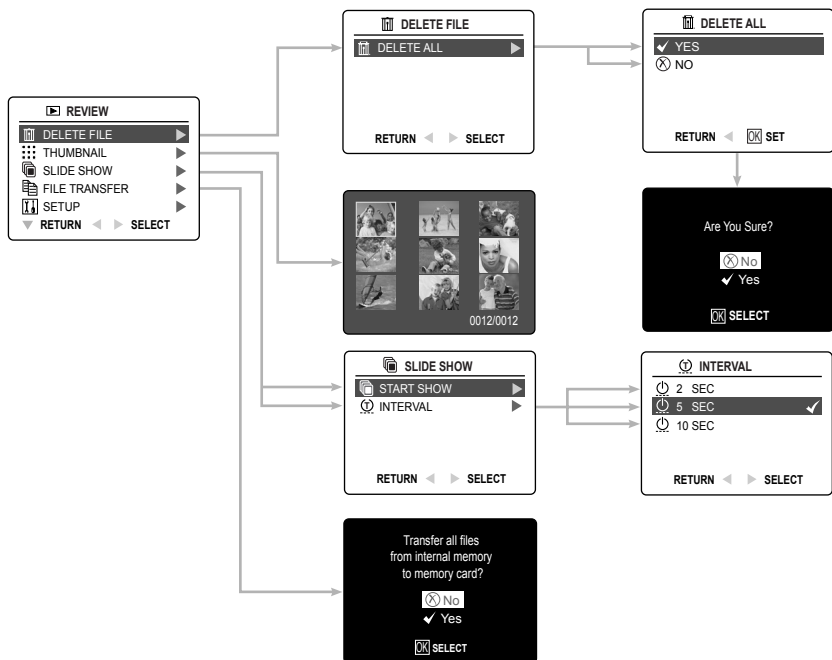 REVIEW
DELETE FILE
THUMBNAIL
SLIDE SHOW
FILE TRANSFER
SETUP
RETURN SELECT
DELETE FILE
DELETE ALL
RETURN SELECT
DELETE ALL
YES
NO
RETURN OK SET
Are You Sure?
No
Yes
OK SELECT
0012/0012
SLIDE SHOW
START SHOW
INTERVAL
RETURN SELECT
INTERVAL
2 SEC
5 SEC
10 SEC
RETURN SELECT
Transfer all files
from internal memory
to memory card?
No
Yes
OK SELECT